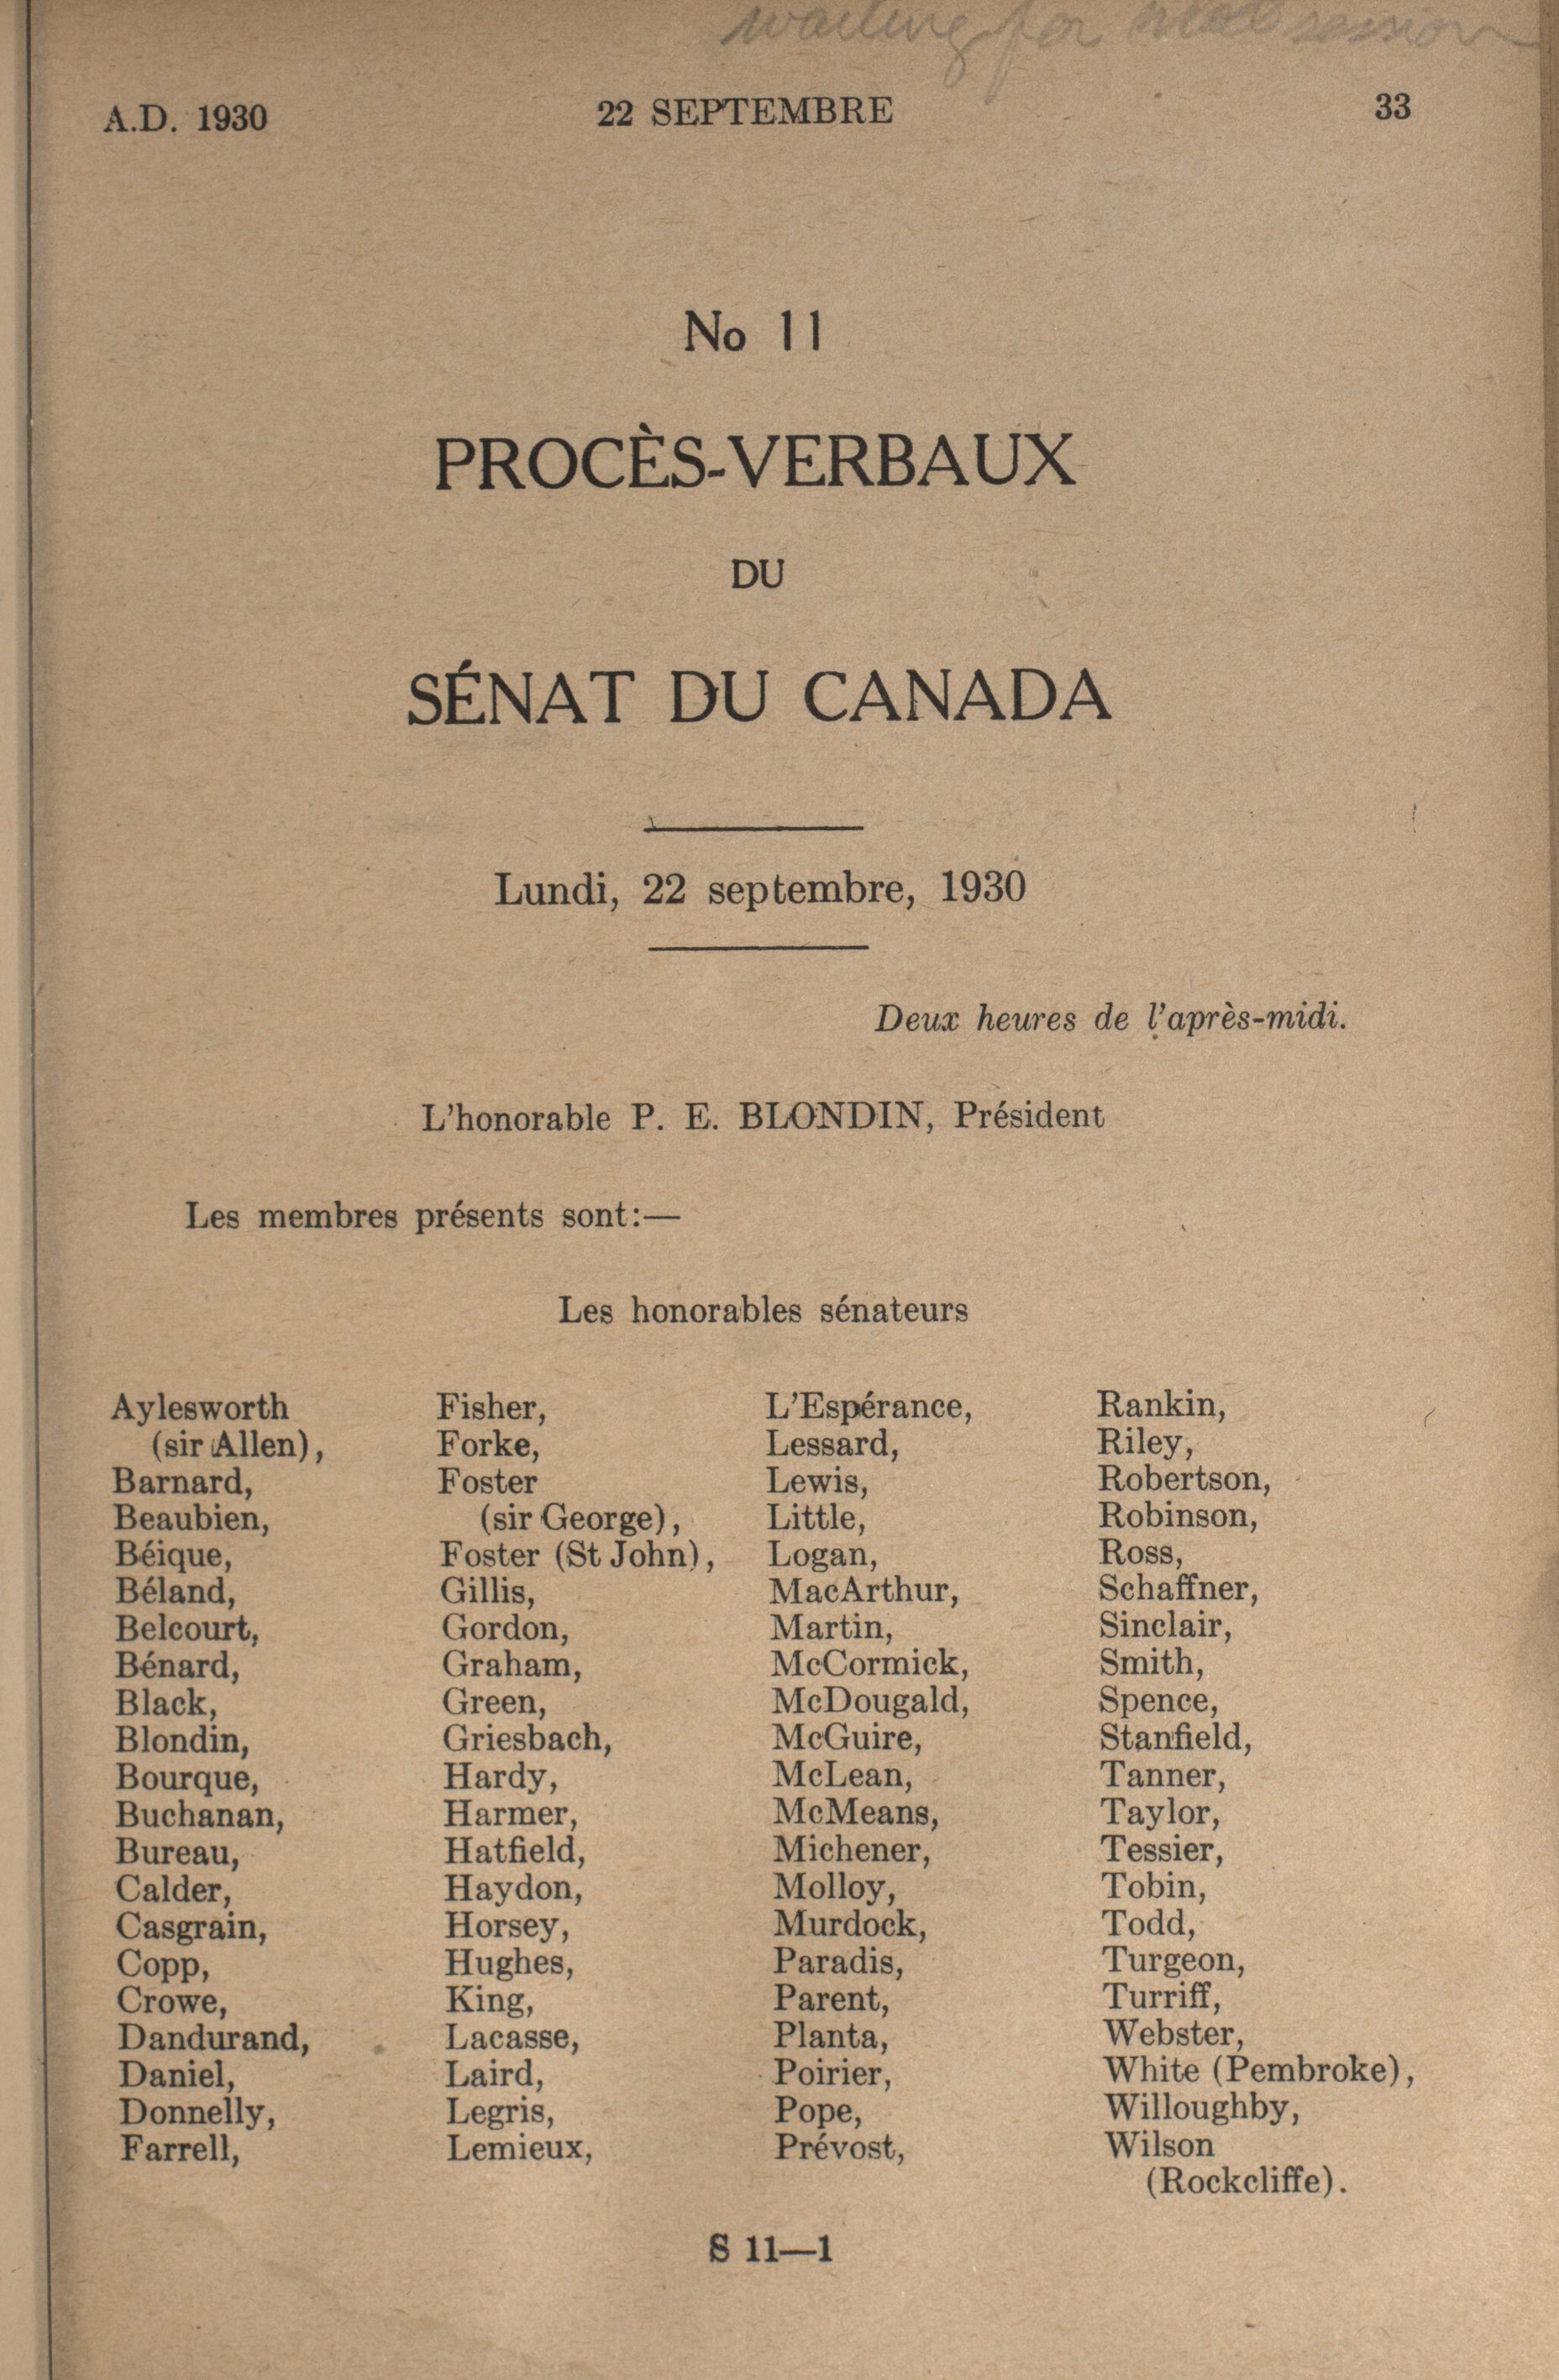 waiting for next session
A.D. 1930 22 SEPTEMBRE 33
No 11
PROCÈS-VERBAUX
DU
SÉNAT DU CANADA
Lundi, 22 septembre, 1930
Deux heures de l'après-midi.
L'honorable P. E. BLONDIN, Président
Les membres présents sont:—
Les honorables sénateurs
Aylesworth
(sir Allen),
Barnard,
Beaubien,
Béique,
Béland,
Belcourt,
Bénard,
Black,
Blondin,
Bourque,
Buchanan,
Bureau,
Calder,
Casgrain,
Copp,
Crowe,
Dandurand,
Daniel,
Donnelly,
Farrell,
Fisher,
Forke,
Foster
(sir George),
Foster (St John),
Gillis,
Gordon,
Graham,
Green,
Griesbach,
Hardy,
Harmer,
Hatfield,
Haydon,
Horsey,
Hughes,
King,
Lacasse,
Laird,
Legris,
Lemieux,
L'Espérance,
Lessard,
Lewis,
Little,
Logan,
MacArthur,
Martin,
McCormick,
McDougald,
McGuire,
McLean,
McMeans,
Michener,
Molloy,
Murdock,
Paradis,
Parent,
Planta,
Poirier,
Pope,
Prévost,
Rankin,
Riley,
Robertson,
Robinson,
Ross,
Schaffner,
Sinclair,
Smith,
Spence,
Stanfield,
Tanner,
Taylor,
Tessier,
Tobin,
Todd,
Turgeon,
Turriff,
Webster,
White (Pembroke),
Willoughby,
Wilson
(Rockcliffe).
S 11—1